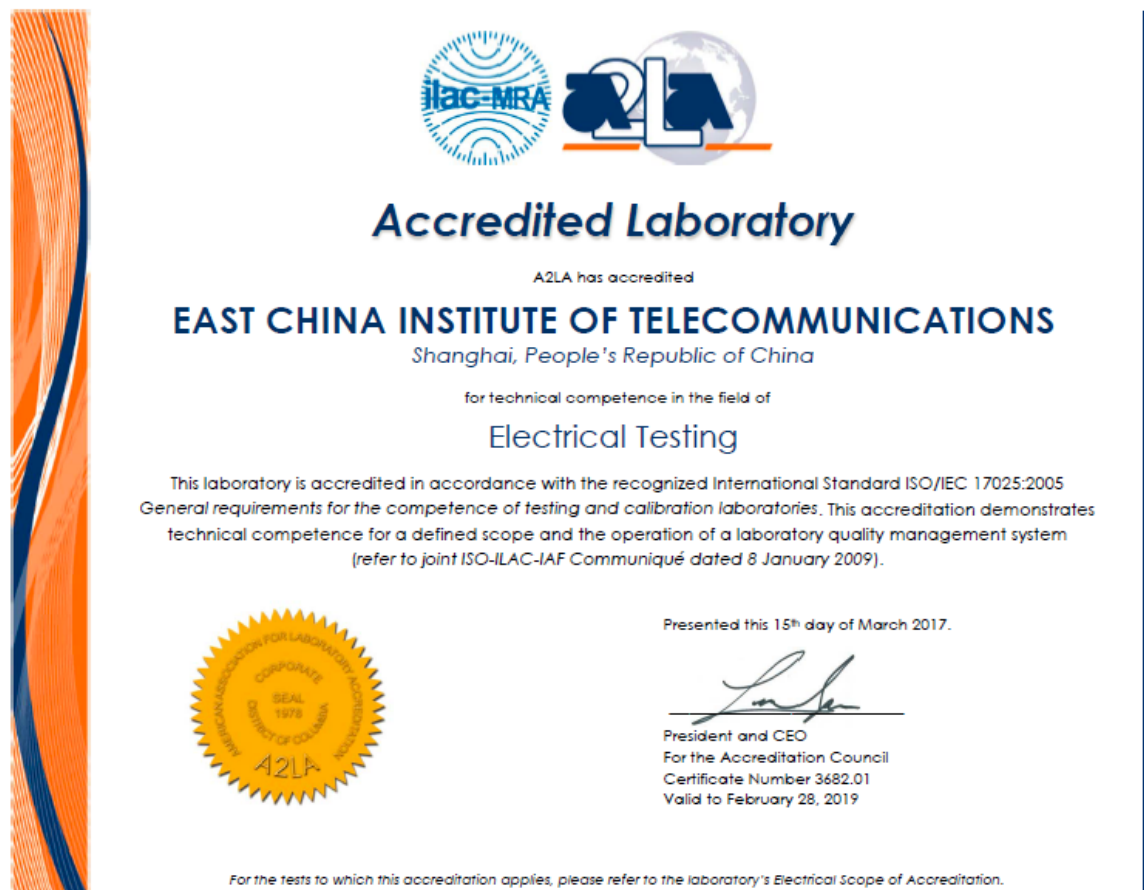 ilac-MRA
A2LA
Accredited Laboratory
A2LA has accredited
EAST CHINA INSTITUTE OF TELECOMMUNICATIONS
Shanghai, People's Republic of China
for technical competence in the field of
Electrical Testing
This laboratory is accredited in accordance with the recognized International Standard ISO/IEC 17025:2005
General requirements for the competence of testing and calibration laboratories. This accreditation demonstrates
technical competence for a defined scope and the operation of a laboratory quality management system
(refer to joint ISO-ILAC-IAF Communiqué dated 8 January 2009).
AMERICAN ASSOCIATION FOR LABORATORY ACCREDITATION
CORPORATE
SEAL
1978
DISTRICT OF COLUMBIA
A2LA
Presented this 15th day of March 2017.
President and CEO
For the Accreditation Council
Certificate Number 3682.01
Valid to February 28, 2019
For the tests to which this accreditation applies, please refer to the laboratory's Electrical Scope of Accreditation.